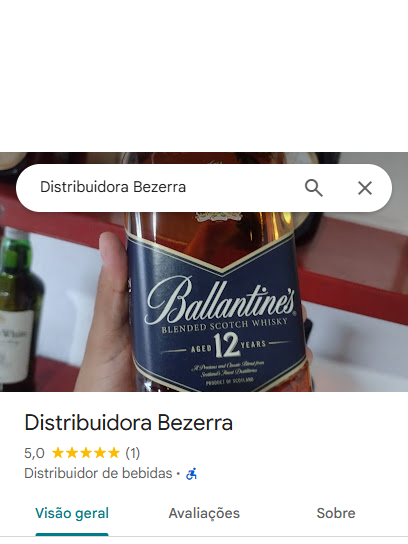 Distribuidora Bezerra
Ballantine's
BLENDED SCOTCH WHISKY
AGED 12 YEARS
A Precious and Classic Blend from
Scotland's Finest Distilleries
PRODUCT OF SCOTLAND
Distribuidora Bezerra
5,0 (1)
Distribuidor de bebidas ·
Visão geral Avaliações Sobre